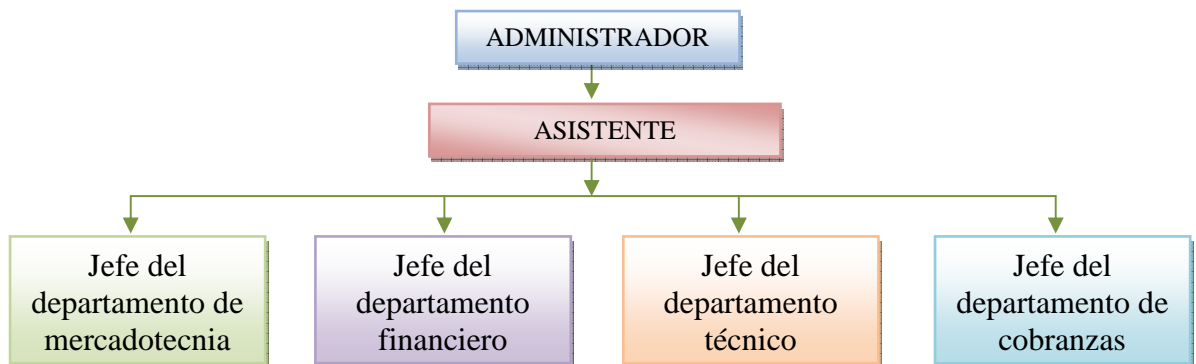 ADMINISTRADOR
ASISTENTE
Jefe del
departamento de
mercadotecnia
Jefe del
departamento
financiero
Jefe del
departamento
técnico
Jefe del
departamento de
cobranzas